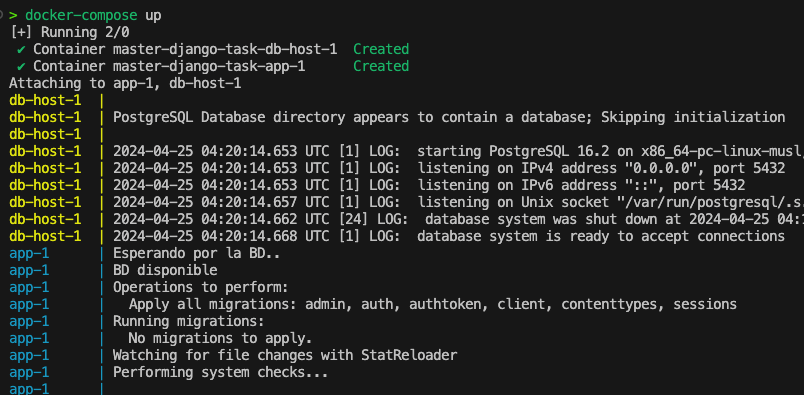 > docker-compose up
[+] Running 2/0
✔ Container master-django-task-db-host-1  Created
✔ Container master-django-task-app-1      Created
Attaching to app-1, db-host-1
db-host-1  |
db-host-1  | PostgreSQL Database directory appears to contain a database; Skipping initialization
db-host-1  |
db-host-1  | 2024-04-25 04:20:14.653 UTC [1] LOG:  starting PostgreSQL 16.2 on x86_64-pc-linux-musl,
db-host-1  | 2024-04-25 04:20:14.653 UTC [1] LOG:  listening on IPv4 address "0.0.0.0", port 5432
db-host-1  | 2024-04-25 04:20:14.653 UTC [1] LOG:  listening on IPv6 address "::", port 5432
db-host-1  | 2024-04-25 04:20:14.657 UTC [1] LOG:  listening on Unix socket "/var/run/postgresql/.s.
db-host-1  | 2024-04-25 04:20:14.662 UTC [24] LOG:  database system was shut down at 2024-04-25 04:1
db-host-1  | 2024-04-25 04:20:14.668 UTC [1] LOG:  database system is ready to accept connections
app-1      | Esperando por la BD..
app-1      | BD disponible
app-1      | Operations to perform:
app-1      |   Apply all migrations: admin, auth, authtoken, client, contenttypes, sessions
app-1      | Running migrations:
app-1      |   No migrations to apply.
app-1      | Watching for file changes with StatReloader
app-1      | Performing system checks...
app-1      |